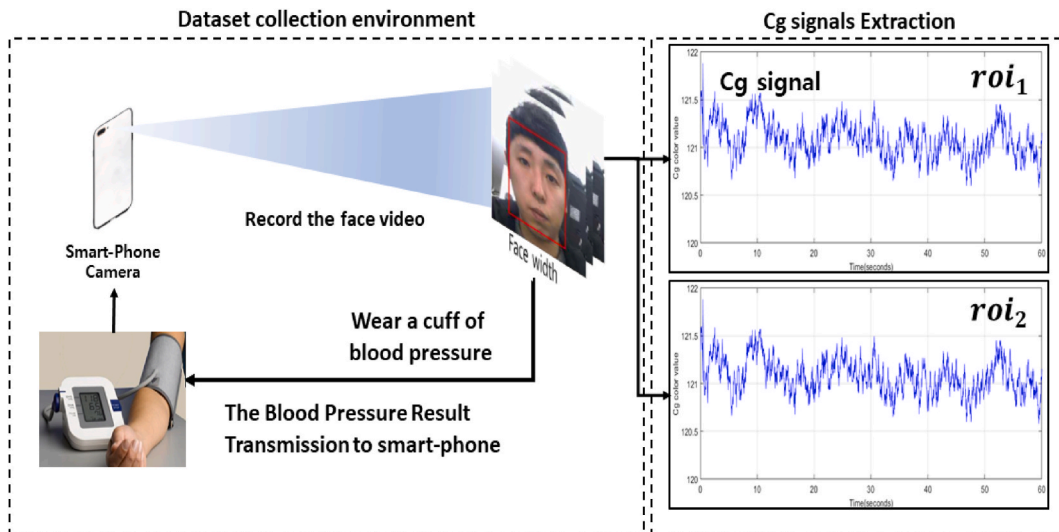 Dataset collection environment
Cg signals Extraction
Smart-Phone
Camera
Record the face video
Face width
Wear a cuff of
blood pressure
The Blood Pressure Result
Transmission to smart-phone
Cg signal
roi1
Cg color value
122
121.5
121
120.5
120
0 10 20 30 40 50 60
Time(seconds)
roi2
Cg color value
122
121.5
121
120.5
120
0 10 20 30 40 50 60
Time(seconds)